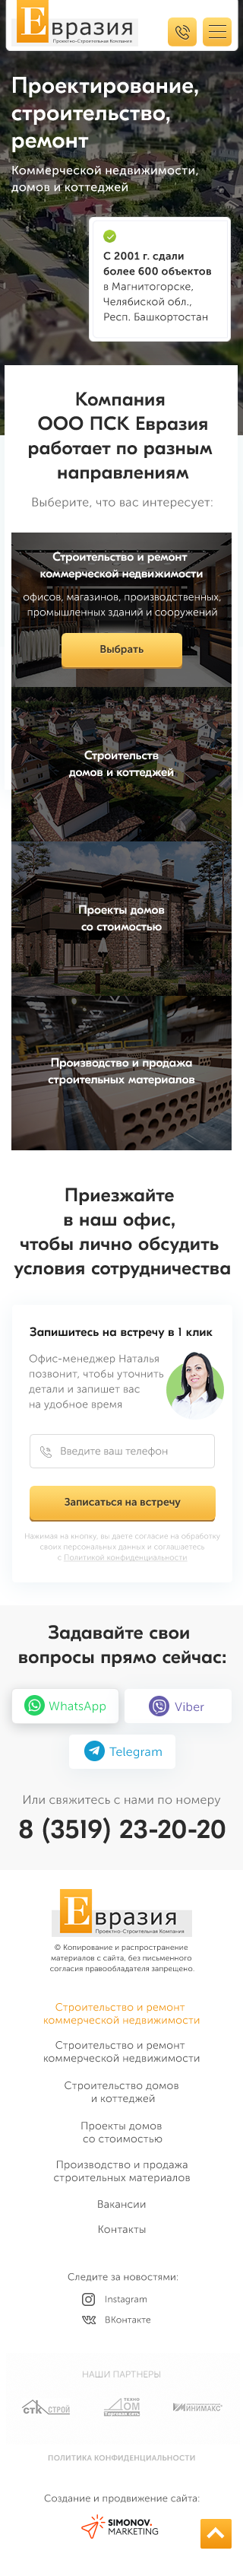 Евразия
Проектно-Строительная Компания
Проектирование,
строительство,
ремонт
Коммерческой недвижимости,
домов и коттеджей
С 2001 г. сдали
более 600 объектов
в Магнитогорске,
Челябиской обл.,
Респ. Башкортостан
Компания
ООО ПСК Евразия
работает по разным
направлениям
Выберите, что вас интересует:
Строительство и ремонт
коммерческой недвижимости
офисов, магазинов, производственных,
промышленных зданий и сооружений
Выбрать
Строительств
домов и коттеджей
Проекты домов
со стоимостью
Производство и продажа
строительных материалов
Приезжайте
в наш офис,
чтобы лично обсудить
условия сотрудничества
Запишитесь на встречу в 1 клик
Офис-менеджер Наталья
позвонит, чтобы уточнить
детали и запишет вас
на удобное время
Введите ваш телефон
Записаться на встречу
Нажимая на кнопку, вы даете согласие на обработку
своих персональных данных и соглашаетесь
с Политикой конфиденциальности
Задавайте свои
вопросы прямо сейчас:
WhatsApp
Viber
Telegram
Или свяжитесь с нами по номеру
8 (3519) 23-20-20
Евразия
Проектно-Строительная Компания
© Копирование и распространение
материалов с сайта, без письменного
согласия правообладателя запрещено.
Строительство и ремонт
коммерческой недвижимости
Строительство и ремонт
коммерческой недвижимости
Строительство домов
и коттеджей
Проекты домов
со стоимостью
Производство и продажа
строительных материалов
Вакансии
Контакты
Следите за новостями:
Instagram
ВКонтакте
НАШИ ПАРТНЕРЫ
СТК СТРОЙ
ТЕХНО
ДОМ
МИНИМАКС
ПОЛИТИКА КОНФИДЕНЦИАЛЬНОСТИ
Создание и продвижение сайта:
SIMONOV.
MARKETING